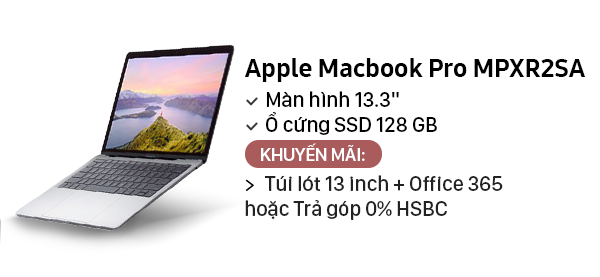 Apple Macbook Pro MPXR2SA
✓ Màn hình 13.3"
✓ Ổ cứng SSD 128 GB
KHUYẾN MÃI:
> Túi lót 13 inch + Office 365
hoặc Trả góp 0% HSBC